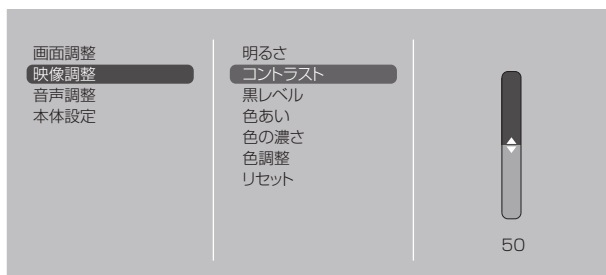 画面調整
映像調整
音声調整
本体設定
明るさ
コントラスト
黒レベル
色あい
色の濃さ
色調整
リセット
50